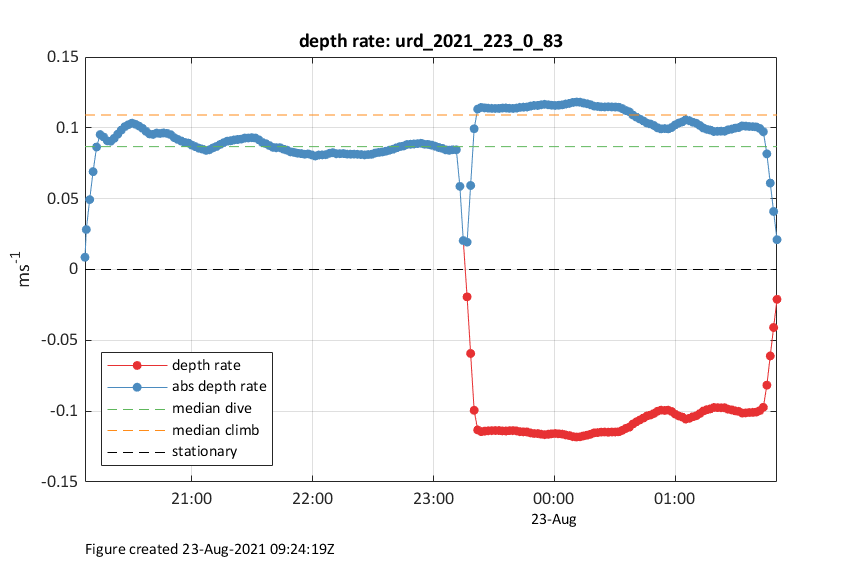 depth rate: urd_2021_223_0_83
0.15
0.1
0.05
0
-0.05
-0.1
-0.15
ms-1
depth rate
abs depth rate
median dive
median climb
stationary
21:00 22:00 23:00 00:00 01:00
23-Aug
Figure created 23-Aug-2021 09:24:19Z